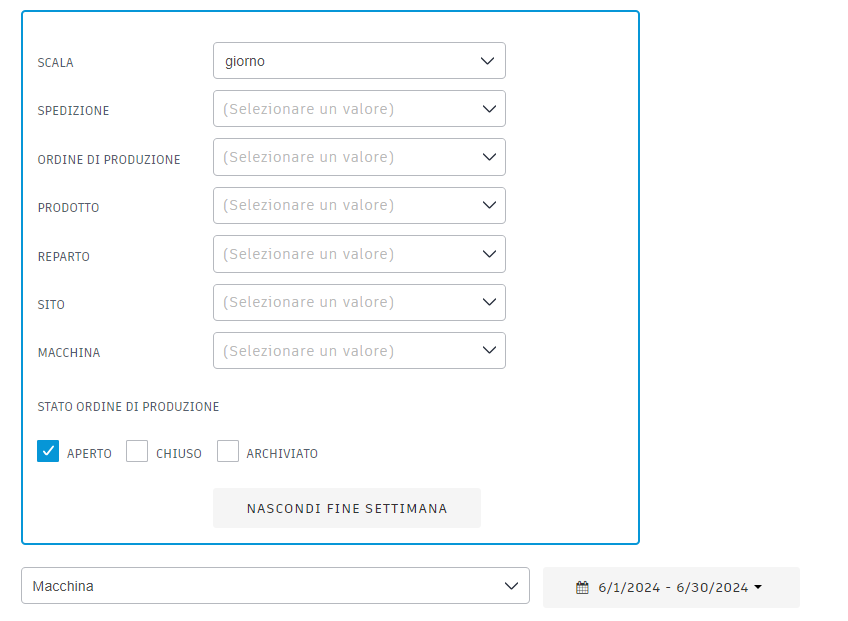 SCALA giorno
SPEDIZIONE (Selezionare un valore)
ORDINE DI PRODUZIONE (Selezionare un valore)
PRODOTTO (Selezionare un valore)
REPARTO (Selezionare un valore)
SITO (Selezionare un valore)
MACCHINA (Selezionare un valore)
STATO ORDINE DI PRODUZIONE
APERTO CHIUSO ARCHIVIATO
NASCONDI FINE SETTIMANA
Macchina 6/1/2024 - 6/30/2024